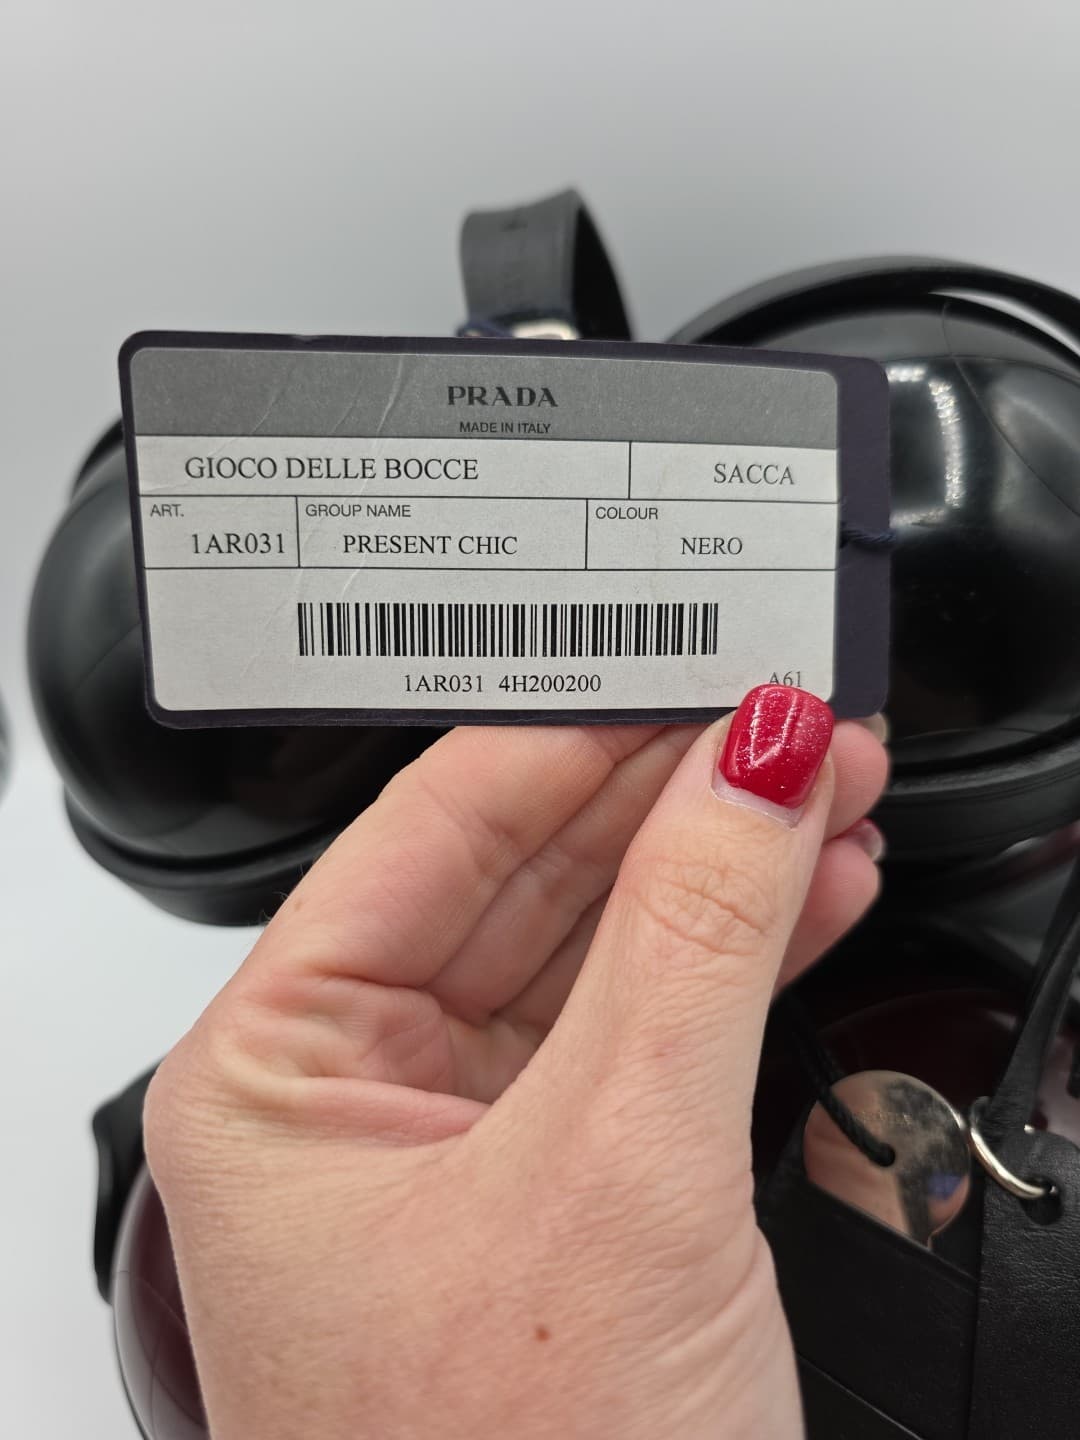 PRADA
MADE IN ITALY
GIOCO DELLE BOCCE SACCA
ART. GROUP NAME COLOUR
1AR031 PRESENT CHIC NERO
1AR031 4H200200 A61